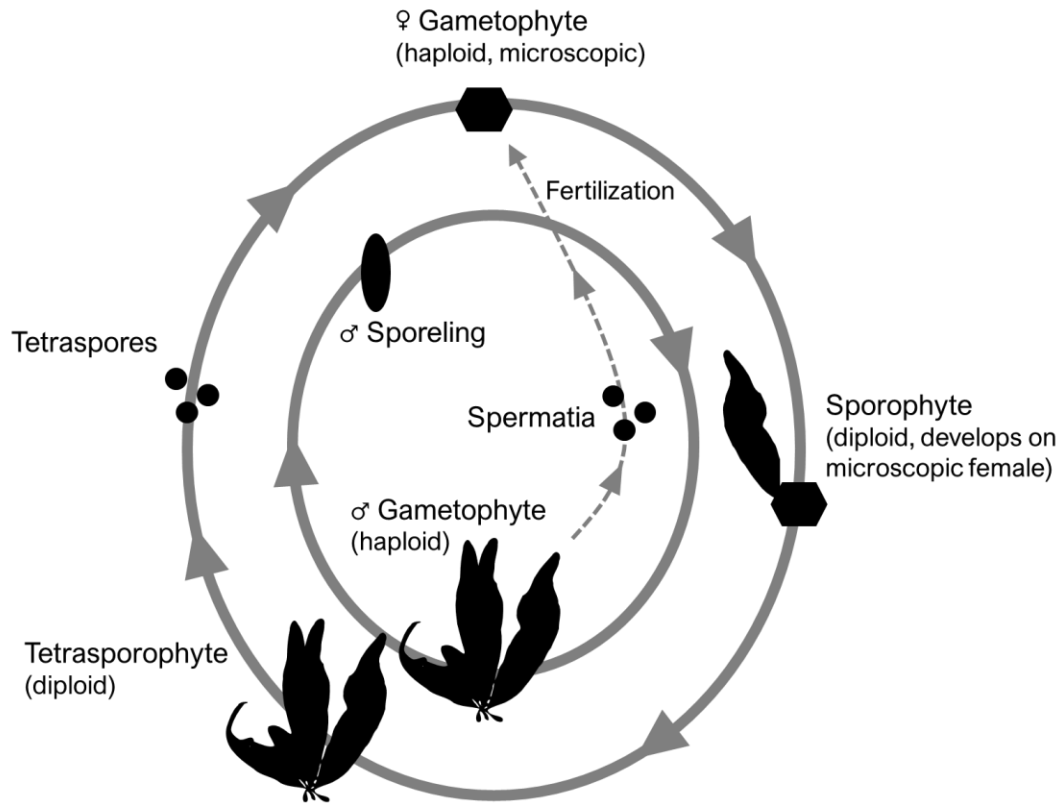 ♀ Gametophyte
(haploid, microscopic)
Fertilization
♂ Sporeling
Tetraspores
Spermatia
Sporophyte
(diploid, develops on
microscopic female)
♂ Gametophyte
(haploid)
Tetrasporophyte
(diploid)